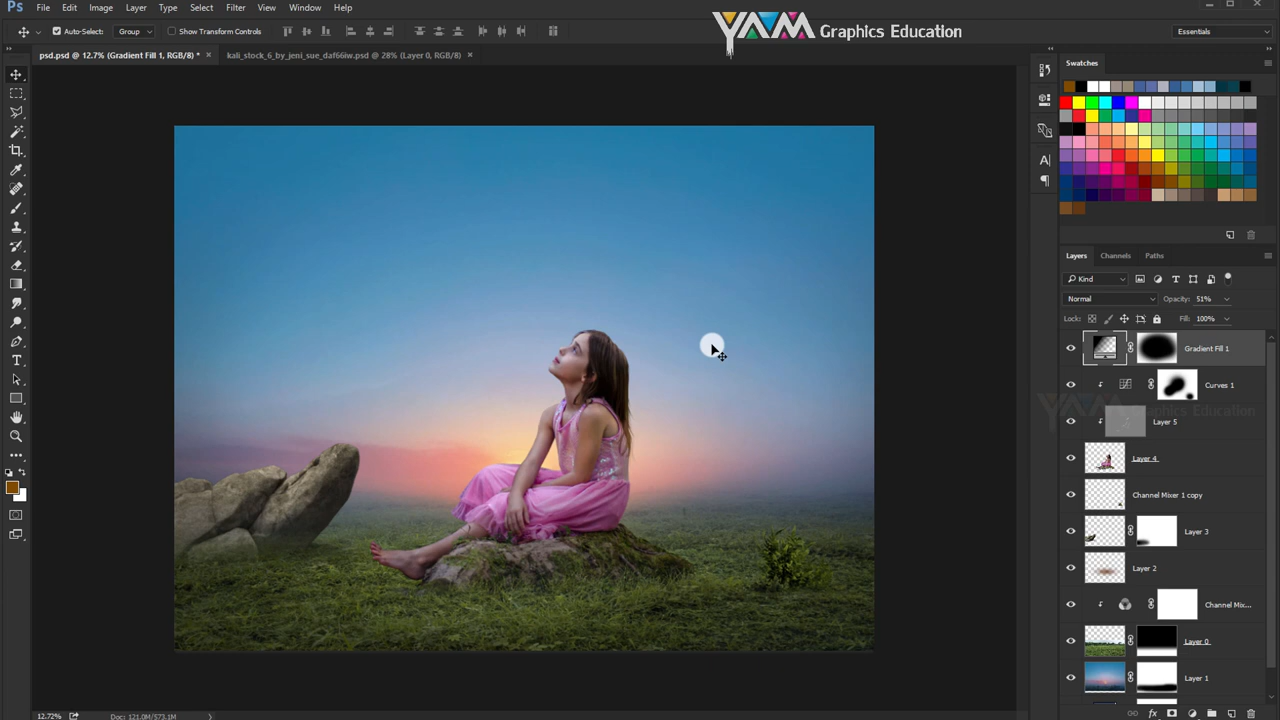 Ps File Edit Image Layer Type Select Filter View Window Help
Auto-Select: Group Show Transform Controls
YAM Graphics Education
Essentials
psd.psd @ 12.7% (Gradient Fill 1, RGB/8) * × kali_stock_6_by_jeni_sue_daf66iw.psd @ 28% (Layer 0, RGB/8) ×
Swatches
Layers Channels Paths
Kind
Normal Opacity: 51%
Lock: Fill: 100%
Gradient Fill 1
Curves 1
YAM Graphics Education
Layer 5
Layer 4
Channel Mixer 1 copy
Layer 3
Layer 2
Channel Mix...
Layer 0
Layer 1
12.72% Doc: 121.0M/573.1M